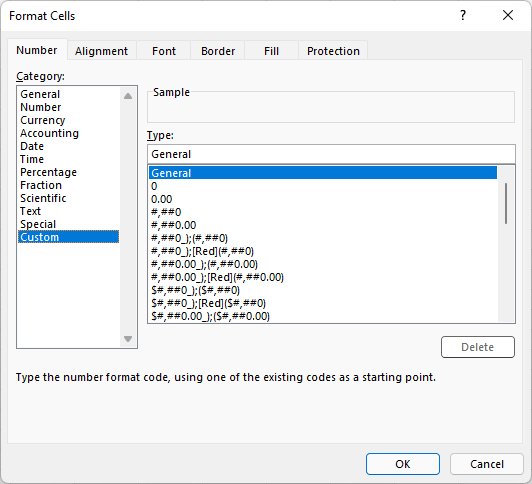 Format Cells
? ×
Number Alignment Font Border Fill Protection
Category:
General
Number
Currency
Accounting
Date
Time
Percentage
Fraction
Scientific
Text
Special
Custom
Sample
Type:
General
General
0
0.00
#,##0
#,##0.00
#,##0_);(#,##0)
#,##0_);[Red](#,##0)
#,##0.00_);(#,##0.00)
#,##0.00_);[Red](#,##0.00)
$#,##0_);($#,##0)
$#,##0_);[Red]($#,##0)
$#,##0.00_);($#,##0.00)
Delete
Type the number format code, using one of the existing codes as a starting point.
OK Cancel